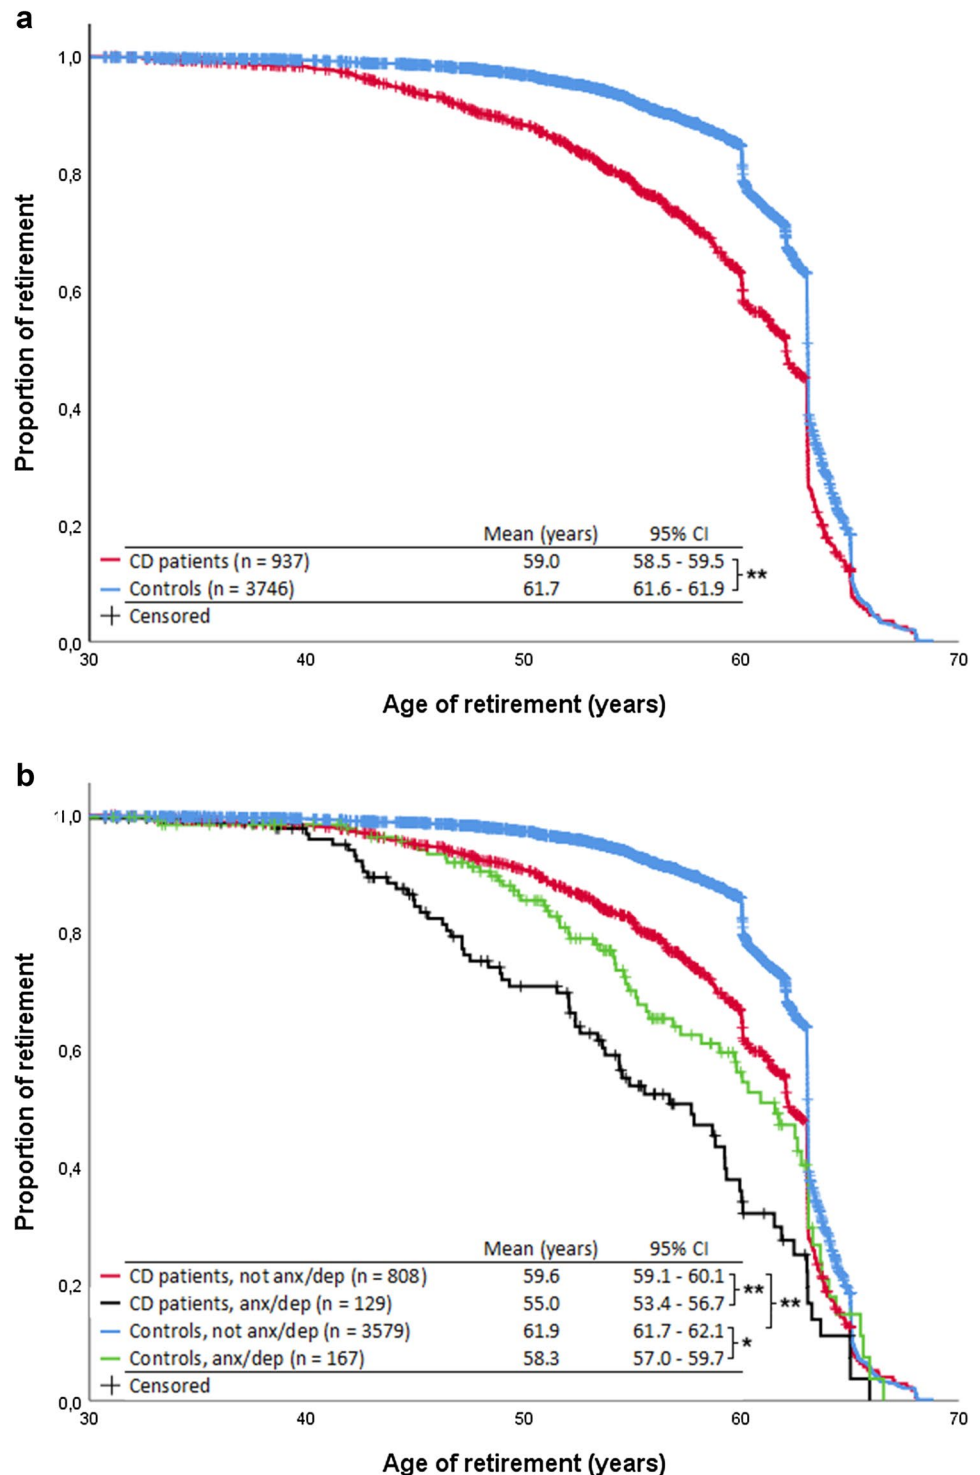 a
Proportion of retirement
1,0
0,8
0,6
0,4
0,2
0,0
Mean (years) 95% CI
CD patients (n = 937) 59.0 58.5 - 59.5
**
Controls (n = 3746) 61.7 61.6 - 61.9
Censored
30 40 50 60 70
Age of retirement (years)
b
Proportion of retirement
1,0
0,8
0,6
0,4
0,2
0,0
Mean (years) 95% CI
CD patients, not anx/dep (n = 808) 59.6 59.1 - 60.1
** **
CD patients, anx/dep (n = 129) 55.0 53.4 - 56.7
Controls, not anx/dep (n = 3579) 61.9 61.7 - 62.1
*
Controls, anx/dep (n = 167) 58.3 57.0 - 59.7
Censored
30 40 50 60 70
Age of retirement (years)